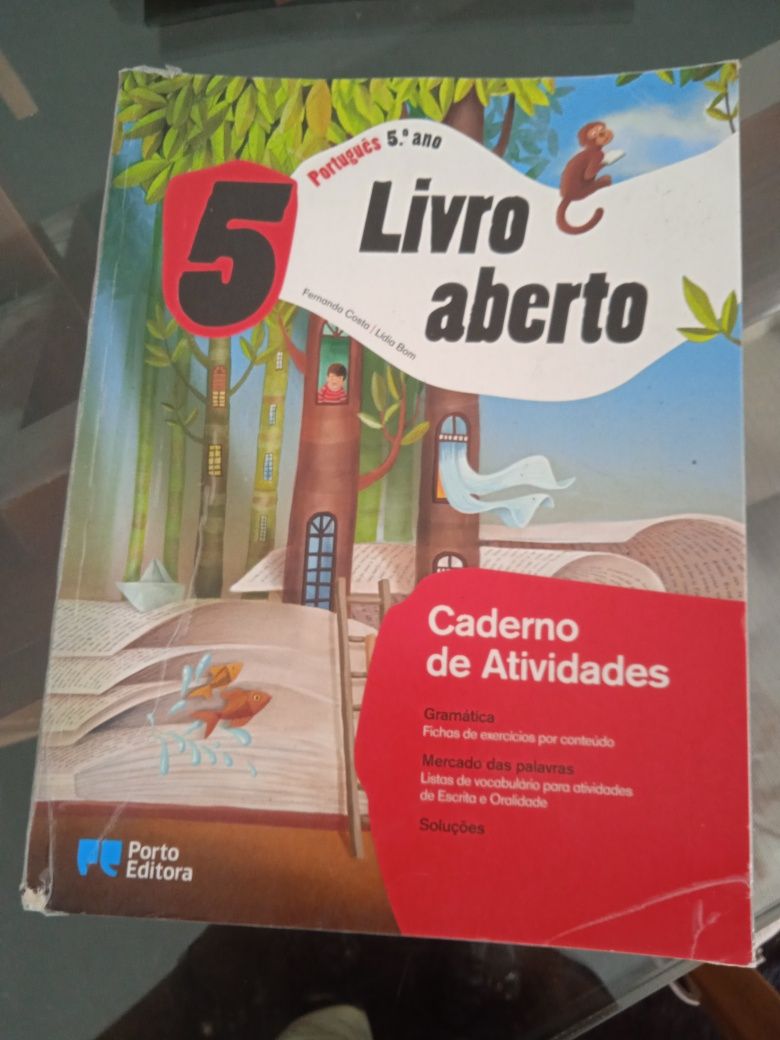 Português 5.º ano
5
Livro
aberto
Fernanda Costa / Lídia Bom
Caderno
de Atividades
Gramática
Fichas de exercícios por conteúdo
Mercado das palavras
Listas de vocabulário para atividades
de Escrita e Oralidade
Soluções
Porto
Editora